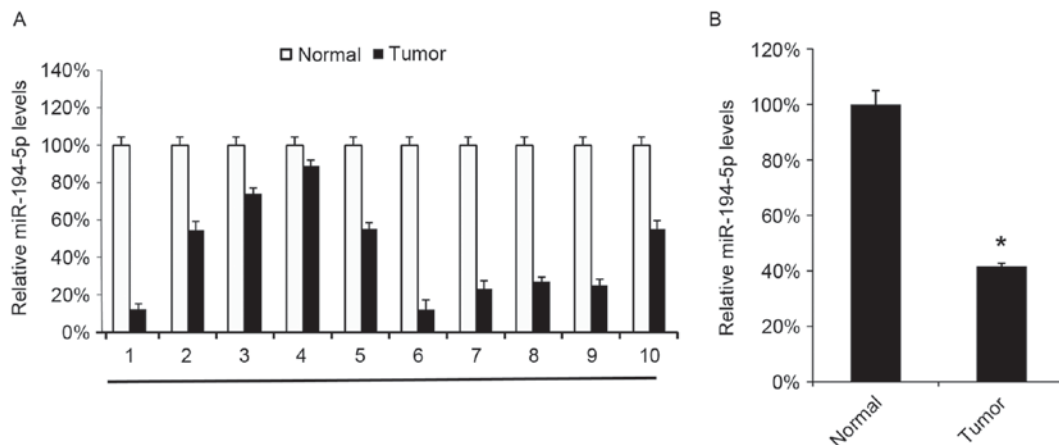 A
Normal Tumor
Relative miR-194-5p levels
140%
120%
100%
80%
60%
40%
20%
0%
1 2 3 4 5 6 7 8 9 10
B
Relative miR-194-5p levels
120%
100%
80%
60%
40%
20%
0%
*
Normal
Tumor